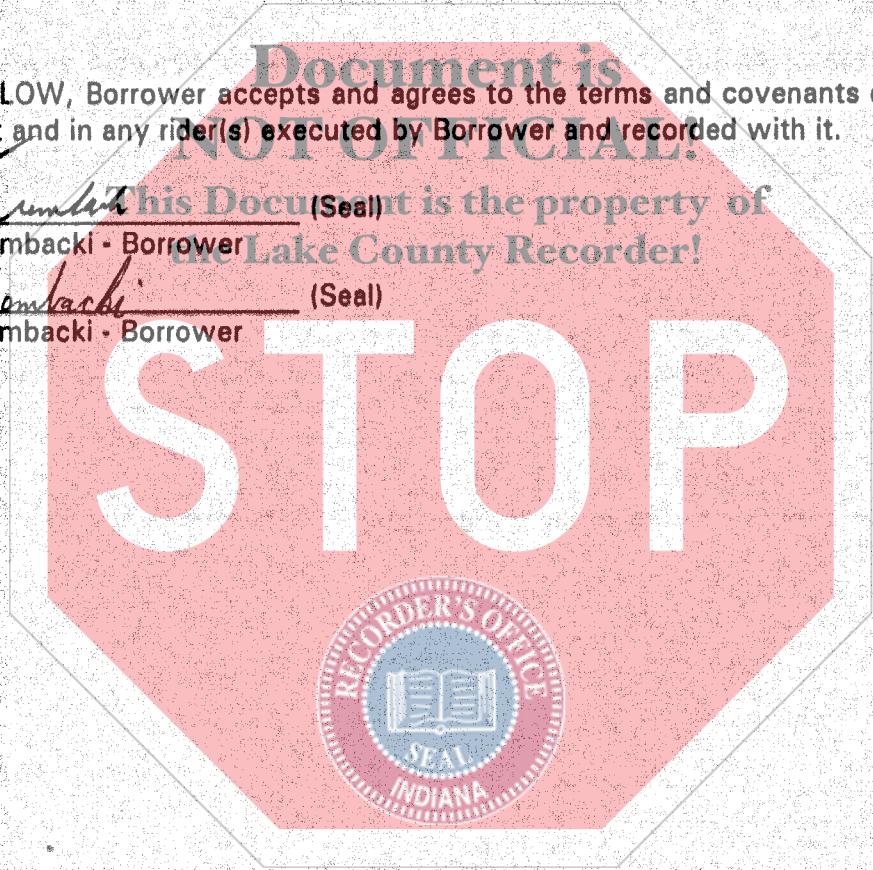 Document is
LOW, Borrower accepts and agrees to the terms and covenants
and in any rider(s) executed by Borrower and recorded with it.
NOT OFFICIAL!
This Document is the property of
(Seal)
mbacki - Borrower
the Lake County Recorder!
(Seal)
mbacki - Borrower
STOP
RECORDER'S OFFICE
SEAL
INDIANA